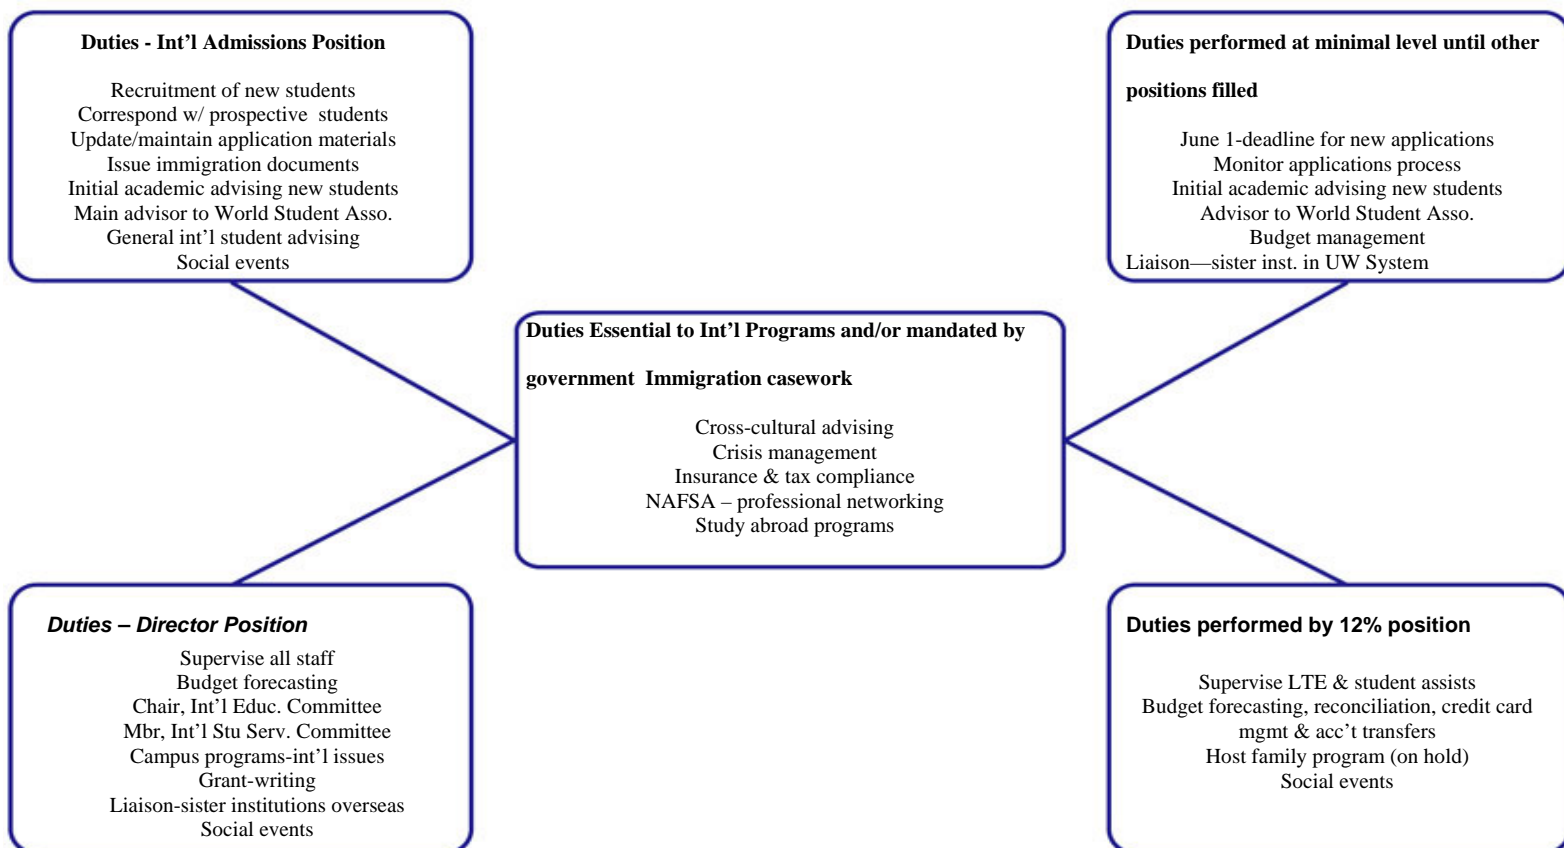 Duties - Int’l Admissions Position
Recruitment of new students
Correspond w/ prospective students
Update/maintain application materials
Issue immigration documents
Initial academic advising new students
Main advisor to World Student Asso.
General int’l student advising
Social events
Duties performed at minimal level until other
positions filled
June 1-deadline for new applications
Monitor applications process
Initial academic advising new students
Advisor to World Student Asso.
Budget management
Liaison—sister inst. in UW System
Duties Essential to Int’l Programs and/or mandated by
government Immigration casework
Cross-cultural advising
Crisis management
Insurance & tax compliance
NAFSA – professional networking
Study abroad programs
Duties – Director Position
Supervise all staff
Budget forecasting
Chair, Int’l Educ. Committee
Mbr, Int’l Stu Serv. Committee
Campus programs-int’l issues
Grant-writing
Liaison-sister institutions overseas
Social events
Duties performed by 12% position
Supervise LTE & student assists
Budget forecasting, reconciliation, credit card
mgmt & acc’t transfers
Host family program (on hold)
Social events